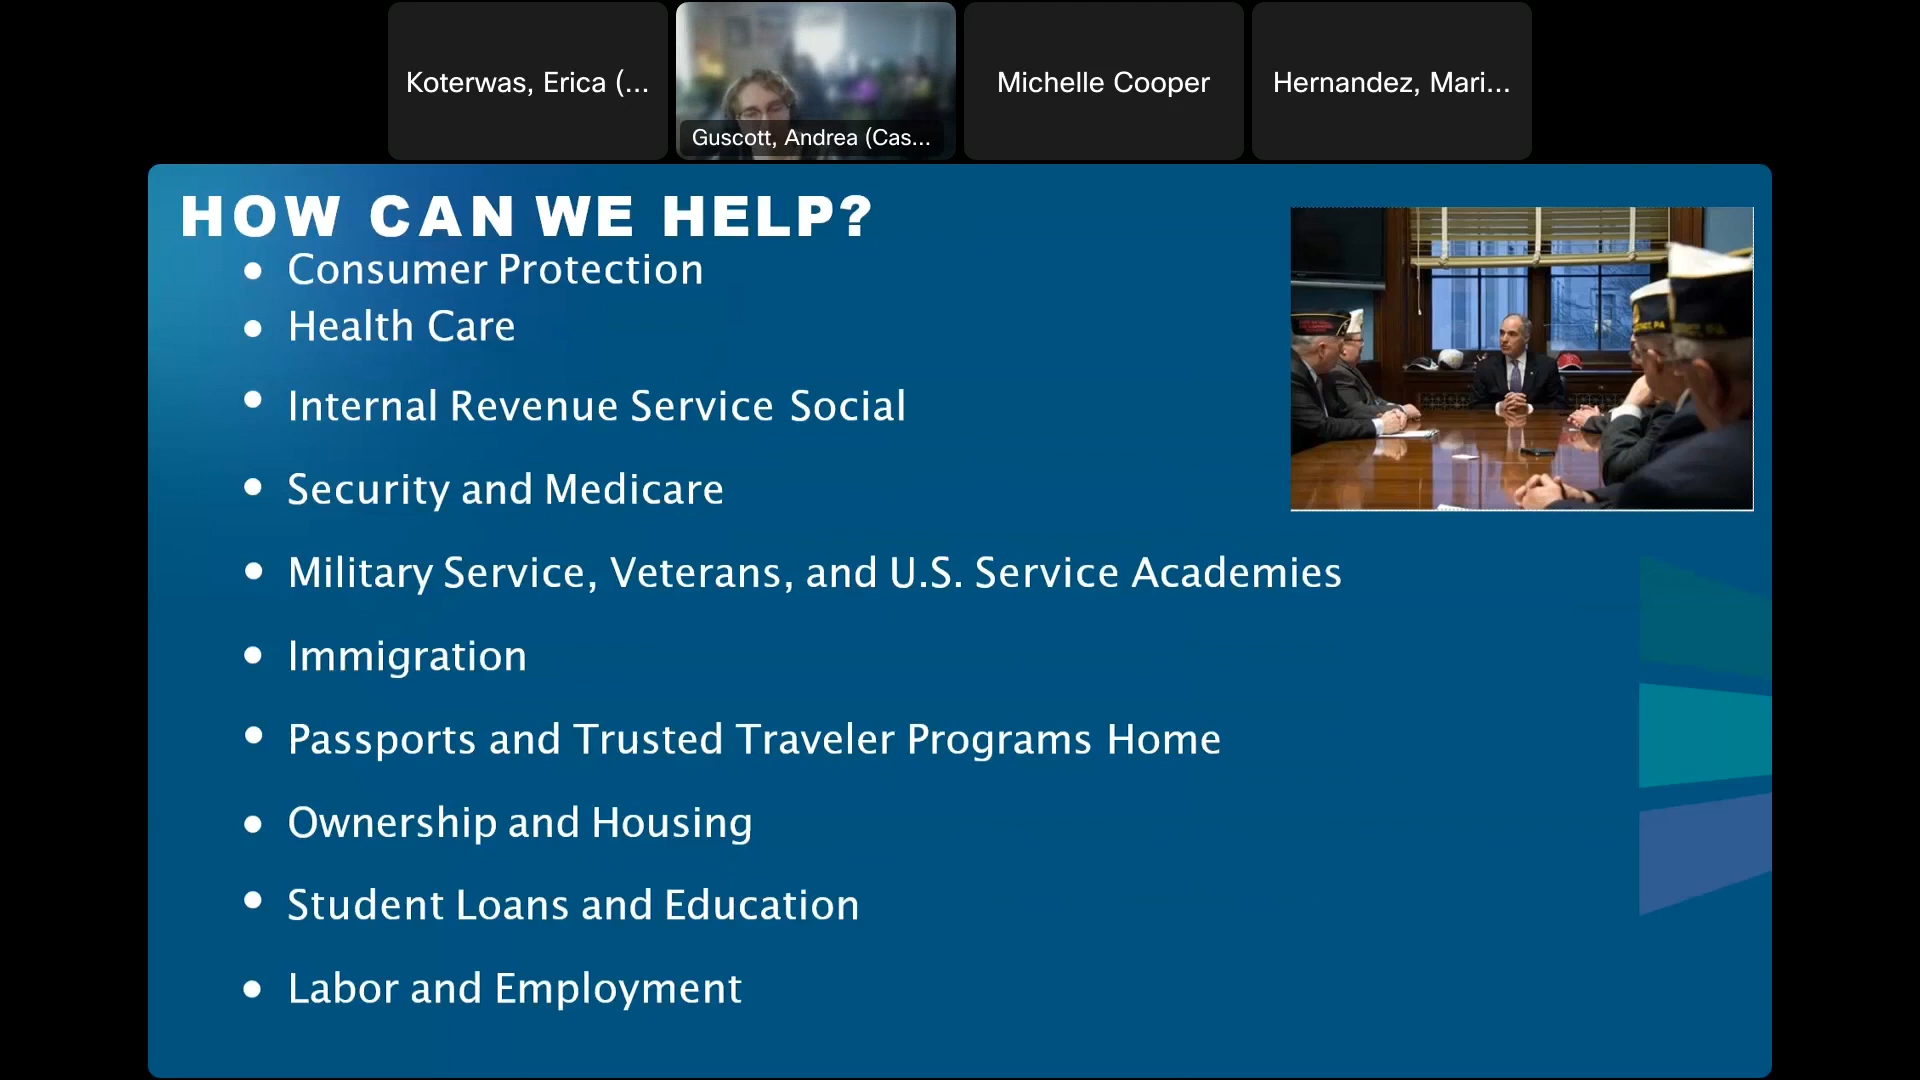 Koterwas, Erica (...
Guscott, Andrea (Cas...
Michelle Cooper
Hernandez, Mari...
HOW CAN WE HELP?
• Consumer Protection
• Health Care
• Internal Revenue Service Social
• Security and Medicare
• Military Service, Veterans, and U.S. Service Academies
• Immigration
• Passports and Trusted Traveler Programs Home
• Ownership and Housing
• Student Loans and Education
• Labor and Employment